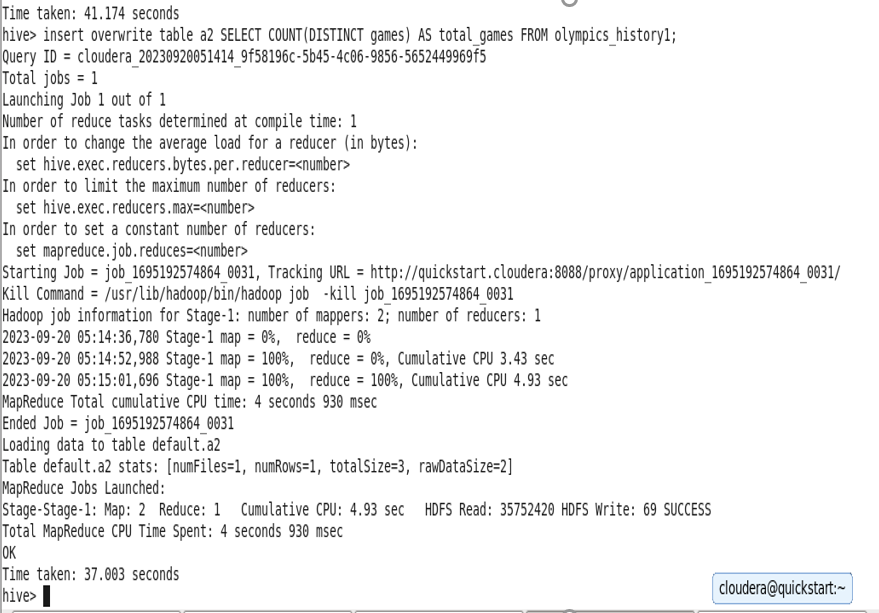 Time taken: 41.174 seconds
hive> insert overwrite table a2 SELECT COUNT(DISTINCT games) AS total_games FROM olympics_history1;
Query ID = cloudera_20230920051414_9f58196c-5b45-4c06-9856-5652449969f5
Total jobs = 1
Launching Job 1 out of 1
Number of reduce tasks determined at compile time: 1
In order to change the average load for a reducer (in bytes):
  set hive.exec.reducers.bytes.per.reducer=<number>
In order to limit the maximum number of reducers:
  set hive.exec.reducers.max=<number>
In order to set a constant number of reducers:
  set mapreduce.job.reduces=<number>
Starting Job = job_1695192574864_0031, Tracking URL = http://quickstart.cloudera:8088/proxy/application_1695192574864_0031/
Kill Command = /usr/lib/hadoop/bin/hadoop job  -kill job_1695192574864_0031
Hadoop job information for Stage-1: number of mappers: 2; number of reducers: 1
2023-09-20 05:14:36,780 Stage-1 map = 0%,  reduce = 0%
2023-09-20 05:14:52,988 Stage-1 map = 100%,  reduce = 0%, Cumulative CPU 3.43 sec
2023-09-20 05:15:01,696 Stage-1 map = 100%,  reduce = 100%, Cumulative CPU 4.93 sec
MapReduce Total cumulative CPU time: 4 seconds 930 msec
Ended Job = job_1695192574864_0031
Loading data to table default.a2
Table default.a2 stats: [numFiles=1, numRows=1, totalSize=3, rawDataSize=2]
MapReduce Jobs Launched:
Stage-Stage-1: Map: 2  Reduce: 1   Cumulative CPU: 4.93 sec   HDFS Read: 35752420 HDFS Write: 69 SUCCESS
Total MapReduce CPU Time Spent: 4 seconds 930 msec
OK
Time taken: 37.003 seconds
hive>
cloudera@quickstart:~